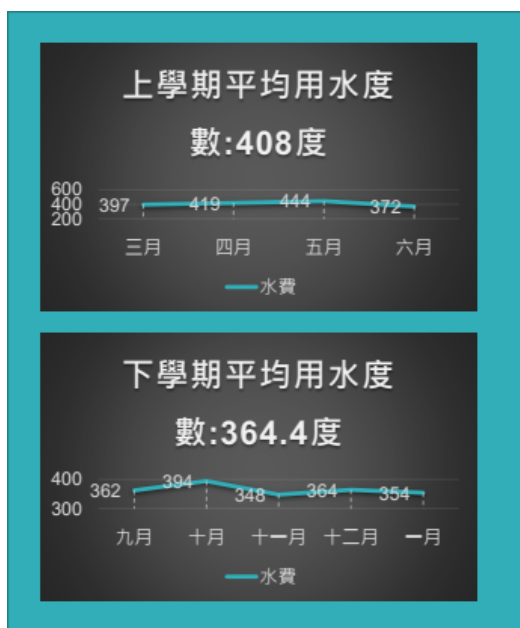 上學期平均用水度
數:408度
600
400
200
397 419 444 372
三月 四月 五月 六月
水費
下學期平均用水度
數:364.4度
400
300
362 394 348 364 354
九月 十月 十一月 十二月 一月
水費